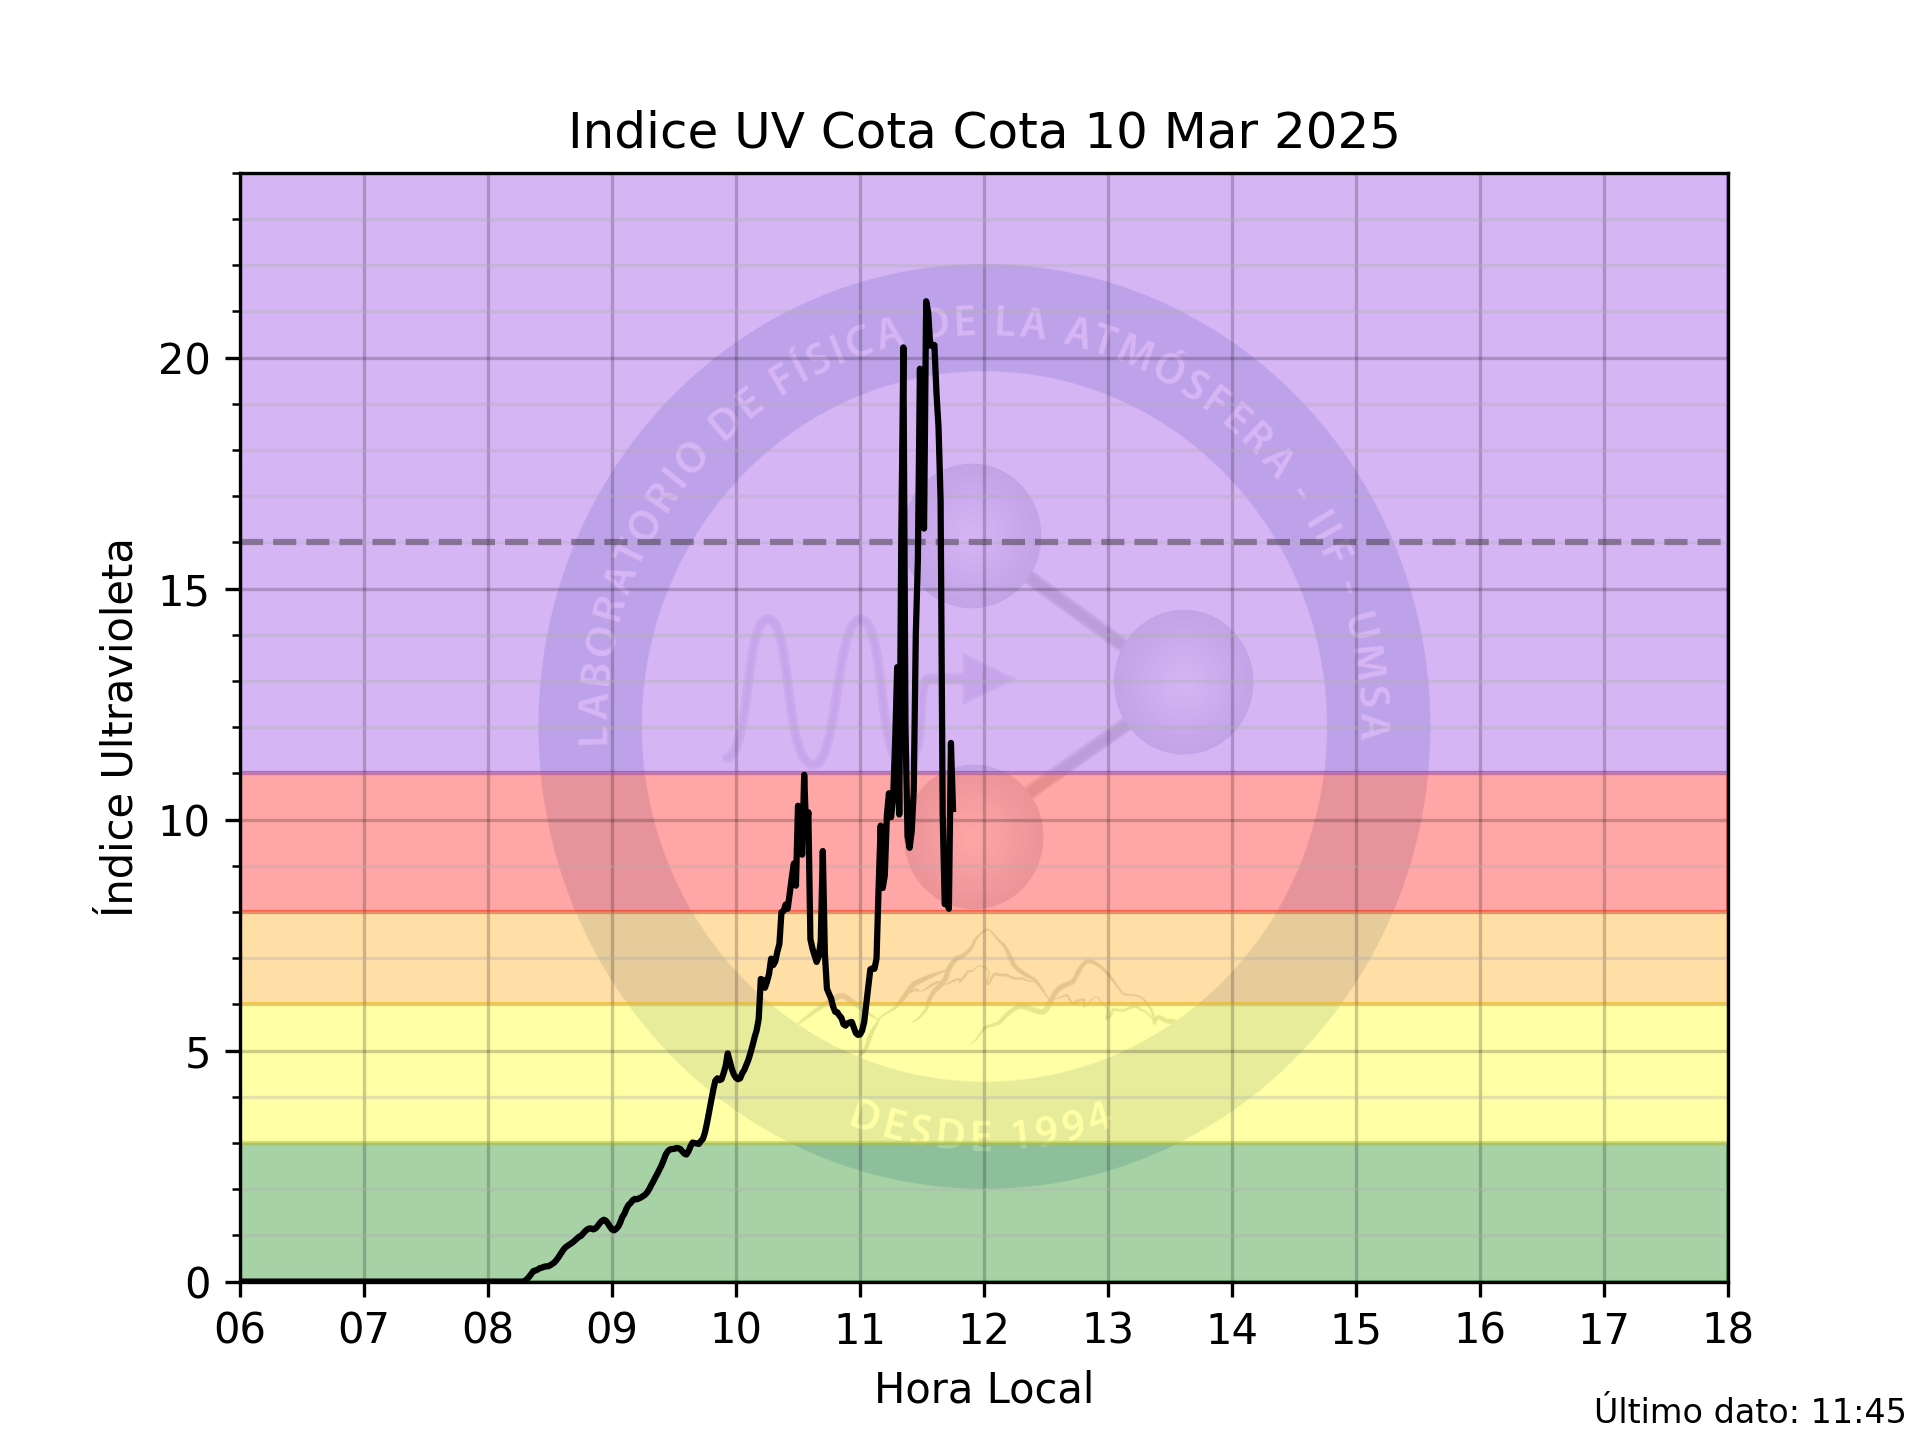 Indice UV Cota Cota 10 Mar 2025
Índice Ultravioleta
20
15
10
5
0
LABORATORIO DE FÍSICA DE LA ATMÓSFERA - IIF - UMSA
DESDE 1994
06 07 08 09 10 11 12 13 14 15 16 17 18
Hora Local
Último dato: 11:45